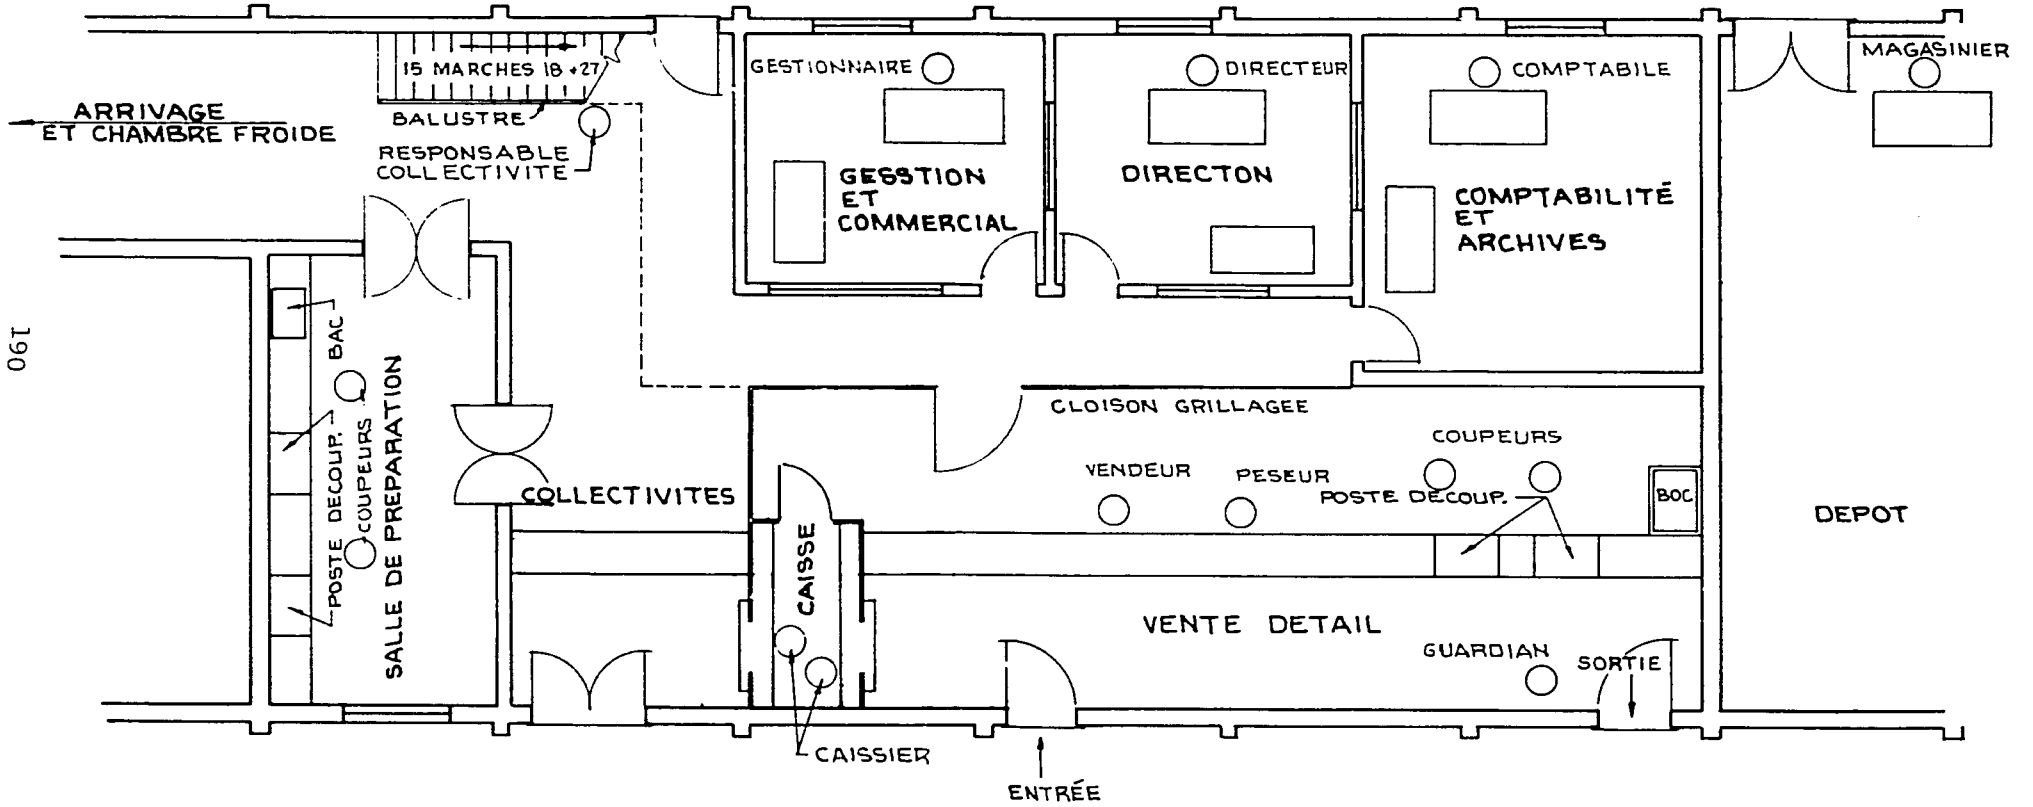 15 MARCHES 18 + 27
ARRIVAGE
ET CHAMBRE FROIDE
BALUSTRE
RESPONSABLE
COLLECTIVITE
GESTIONNAIRE
GESSTION
ET
COMMERCIAL
DIRECTEUR
DIRECTON
COMPTABILE
COMPTABILITÉ
ET
ARCHIVES
MAGASINIER
190
BAC
POSTE DECOUP.
COUPEURS
SALLE DE PREPARATION
COLLECTIVITES
CLOISON GRILLAGEE
VENDEUR
PESEUR
COUPEURS
POSTE DECOUP.
BOC
DEPOT
CAISSE
VENTE DETAIL
GUARDIAN
SORTIE
CAISSIER
ENTRÉE